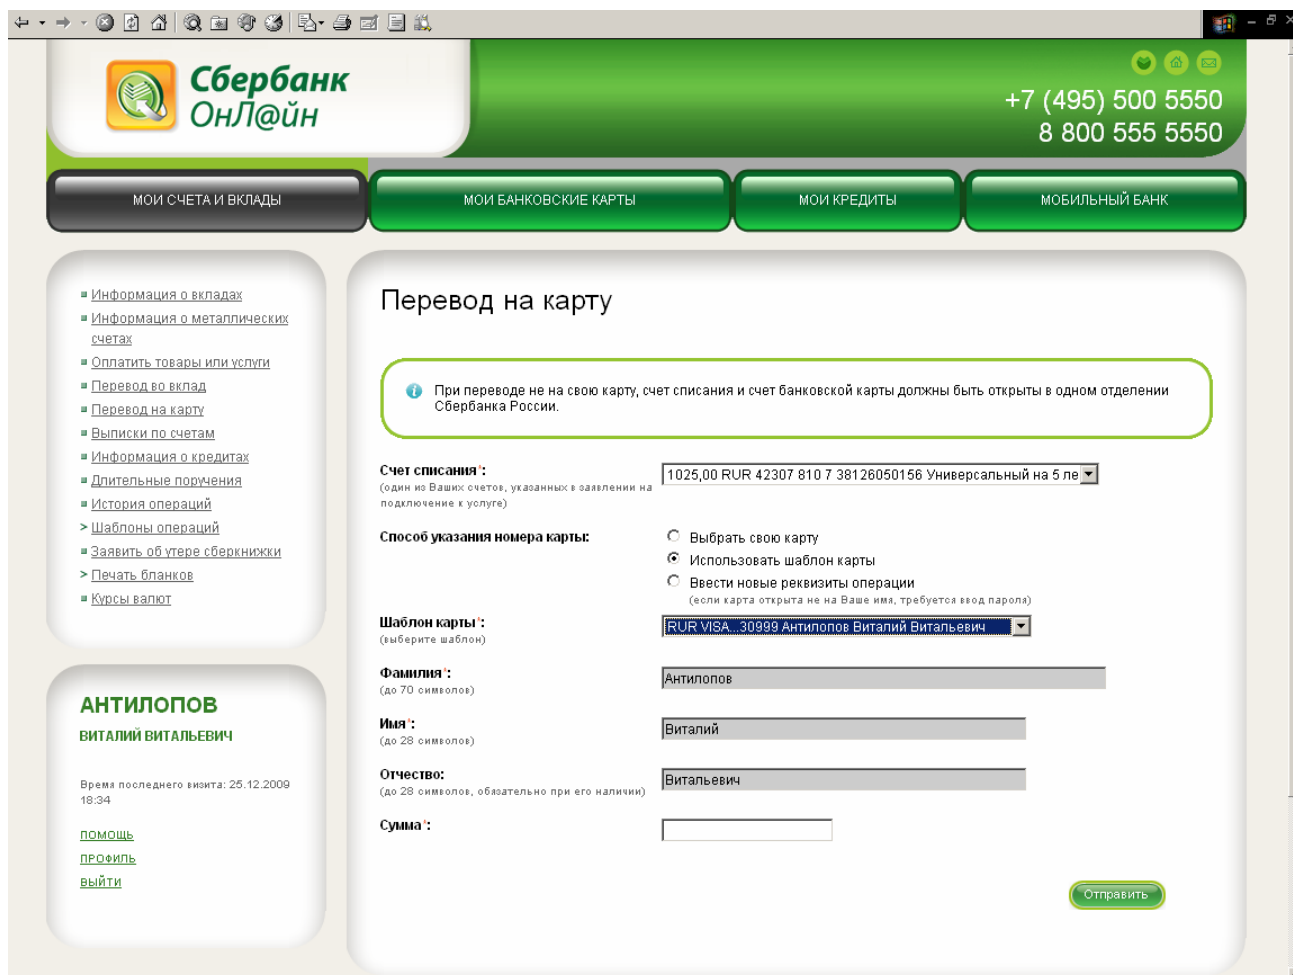 Сбербанк
ОнЛ@йн
+7 (495) 500 5550
8 800 555 5550
МОИ СЧЕТА И ВКЛАДЫ
МОИ БАНКОВСКИЕ КАРТЫ
МОИ КРЕДИТЫ
МОБИЛЬНЫЙ БАНК
Информация о вкладах
Информация о металлических
счетах
Оплатить товары или услуги
Перевод во вклад
Перевод на карту
Выписки по счетам
Информация о кредитах
Длительные поручения
История операций
Шаблоны операций
Заявить об утере сберкнижки
Печать бланков
Курсы валют
АНТИЛОПОВ
ВИТАЛИЙ ВИТАЛЬЕВИЧ
Время последнего визита: 25.12.2009
18:34
ПОМОЩЬ
ПРОФИЛЬ
ВЫЙТИ
Перевод на карту
При переводе не на свою карту, счет списания и счет банковской карты должны быть открыты в одном отделении
Сбербанка России.
Счет списания*:
(один из Ваших счетов, указанных в заявлении на
подключение к услуге)
1025,00 RUR 42307 810 7 38126050156 Универсальный на 5 ле
Способ указания номера карты:
Выбрать свою карту
Использовать шаблон карты
Ввести новые реквизиты операции
(если карта открыта не на Ваше имя, требуется ввод пароля)
Шаблон карты*:
(выберите шаблон)
RUR VISA...30999 Антилопов Виталий Витальевич
Фамилия*:
(до 70 символов)
Антилопов
Имя*:
(до 28 символов)
Виталий
Отчество:
(до 28 символов, обязательно при его наличии)
Витальевич
Сумма*:
Отправить